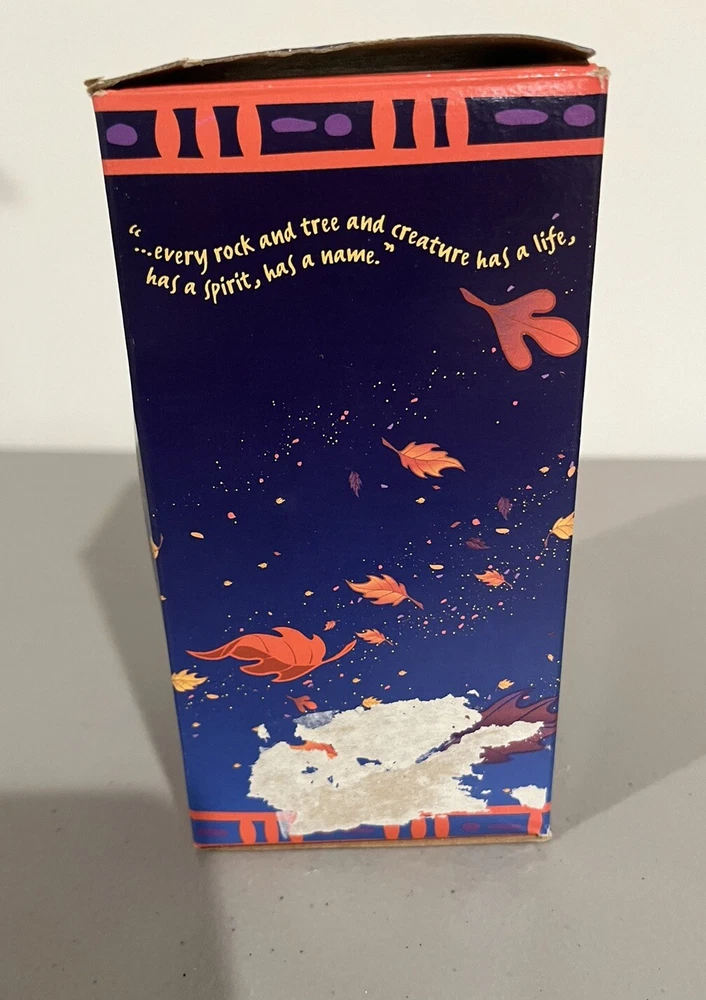 “...every rock and tree and creature has a life,
has a spirit, has a name.”